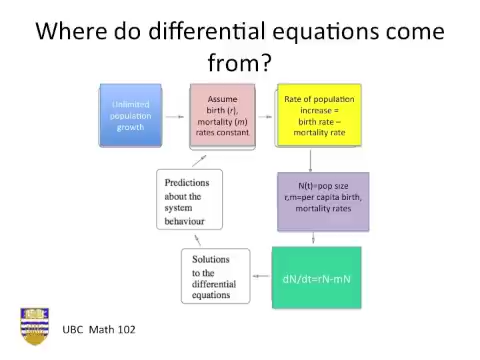 Where do differential equations come
from?
Unlimited
population
growth
Assume
birth (r),
mortality (m)
rates constant
Rate of population
increase =
birth rate –
mortality rate
N(t)=pop size
r,m=per capita birth,
mortality rates
dN/dt=rN-mN
Solutions
to the
differential
equations
Predictions
about the
system
behaviour
UBC Math 102